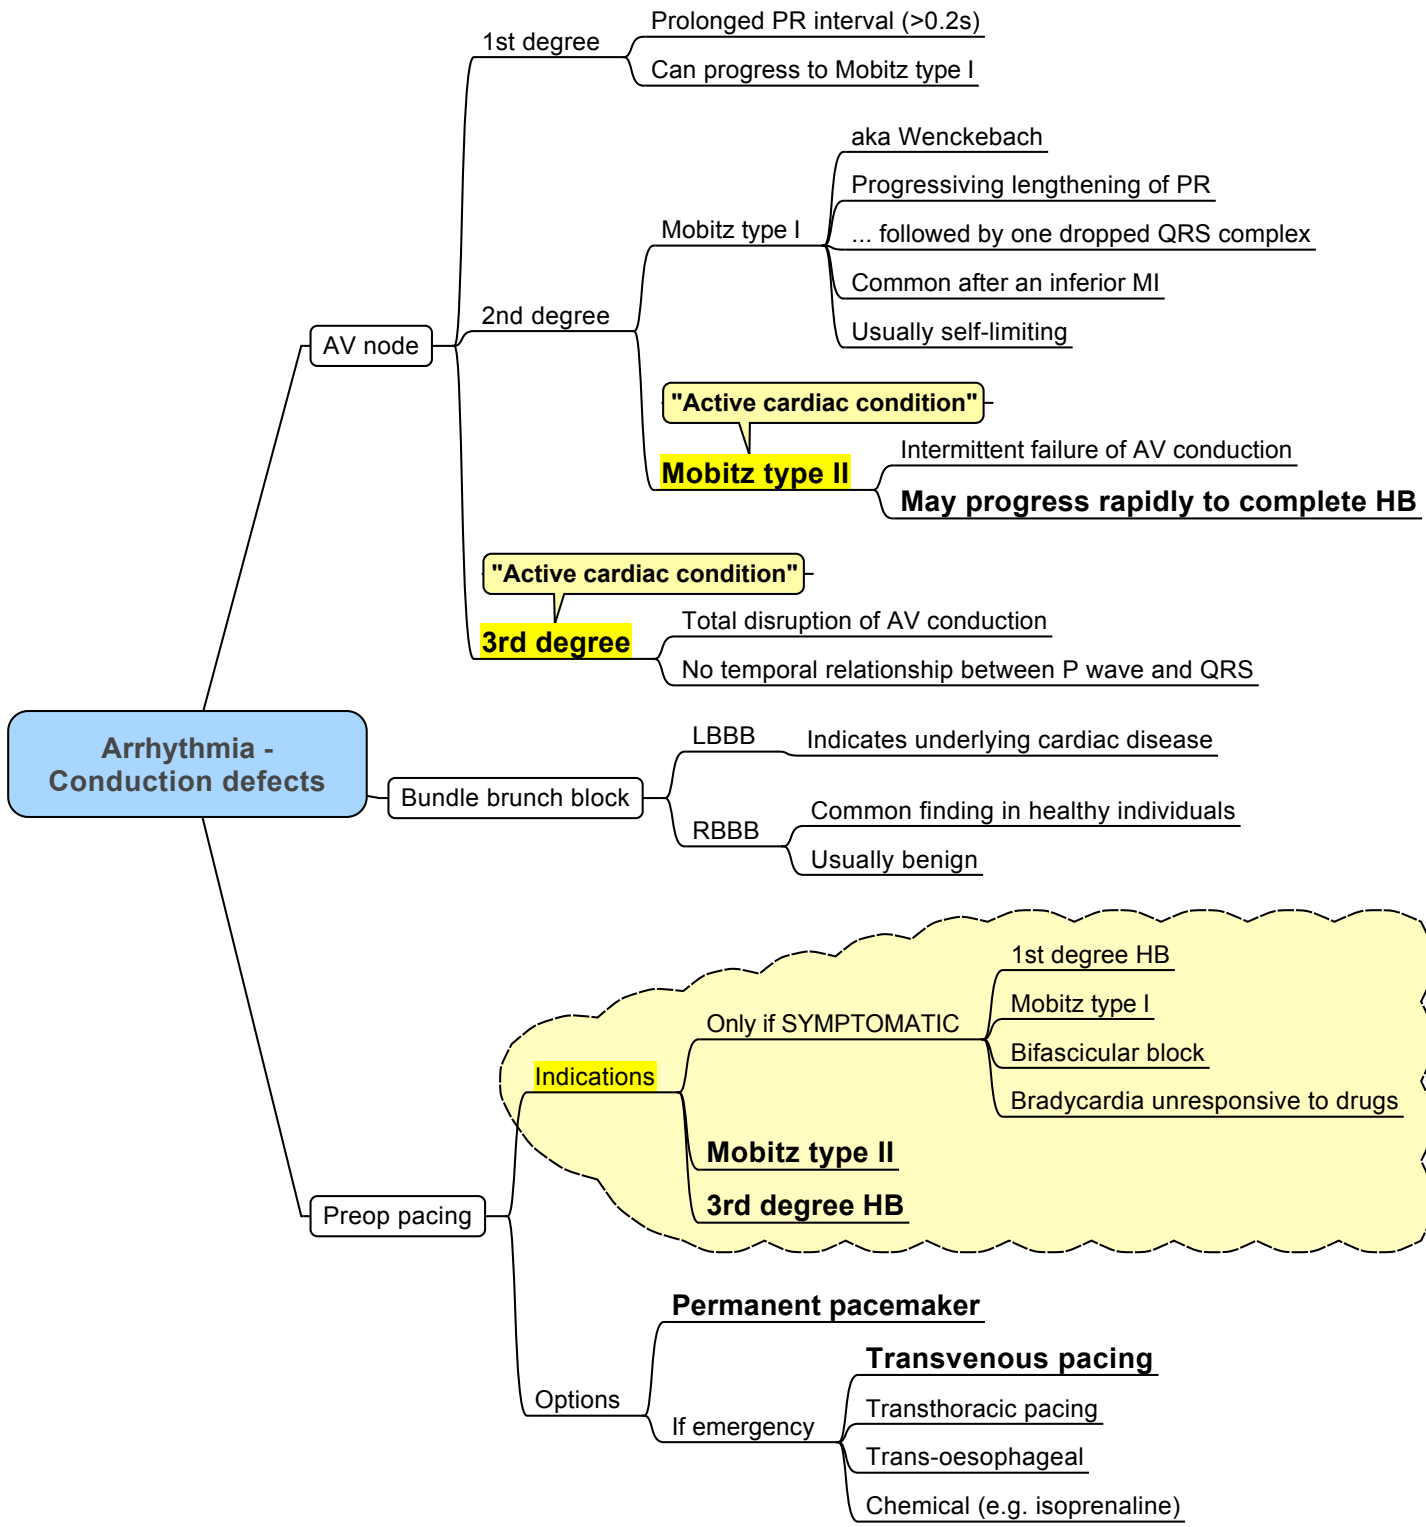 Arrhythmia -
Conduction defects
AV node
1st degree
Prolonged PR interval (>0.2s)
Can progress to Mobitz type I
2nd degree
Mobitz type I
aka Wenckebach
Progressiving lengthening of PR
... followed by one dropped QRS complex
Common after an inferior MI
Usually self-limiting
"Active cardiac condition"
Mobitz type II
Intermittent failure of AV conduction
May progress rapidly to complete HB
"Active cardiac condition"
3rd degree
Total disruption of AV conduction
No temporal relationship between P wave and QRS
Bundle brunch block
LBBB
Indicates underlying cardiac disease
RBBB
Common finding in healthy individuals
Usually benign
Preop pacing
Indications
Only if SYMPTOMATIC
1st degree HB
Mobitz type I
Bifascicular block
Bradycardia unresponsive to drugs
Mobitz type II
3rd degree HB
Options
Permanent pacemaker
If emergency
Transvenous pacing
Transthoracic pacing
Trans-oesophageal
Chemical (e.g. isoprenaline)